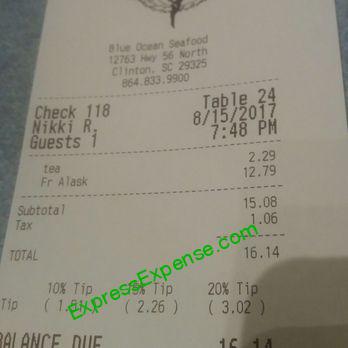 Blue Ocean Seafood
12763 Hwy 56 North
Clinton, SC 29325
864.833.9900
Check 118 Table 24
Nikki R. 8/15/2017
Guests 1 7:48 PM
tea 2.29
Fr Alask 12.79
Subtotal 15.08
Tax 1.06
TOTAL 16.14
10% Tip 15% Tip 20% Tip
Tip ( 1.51 ) ( 2.26 ) ( 3.02 )
BALANCE DUE 16.14
ExpressExpense.com